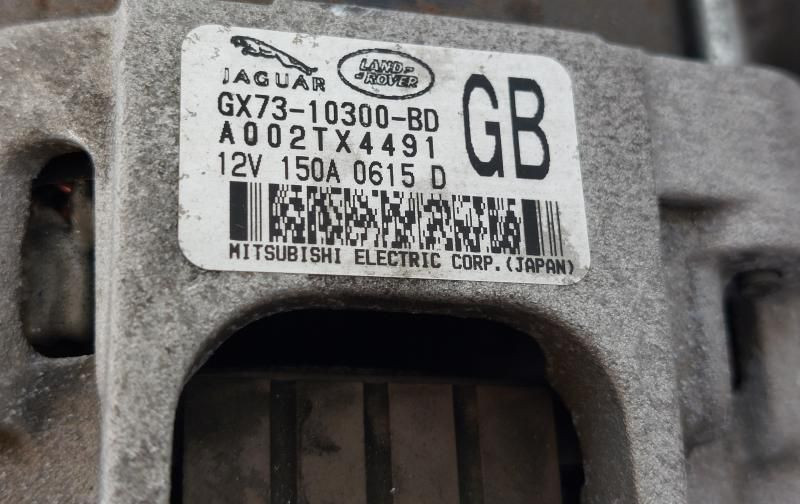 JAGUAR
LAND-
ROVER
GX73-10300-BD
GB
A002TX4491
12V 150A 0615 D
MITSUBISHI ELECTRIC CORP.(JAPAN)